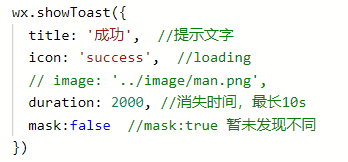 wx.showToast({
  title: '成功',  //提示文字
  icon: 'success',  //loading
  // image: '../image/man.png',
  duration: 2000, //消失时间，最长10s
  mask:false  //mask:true 暂未发现不同
})